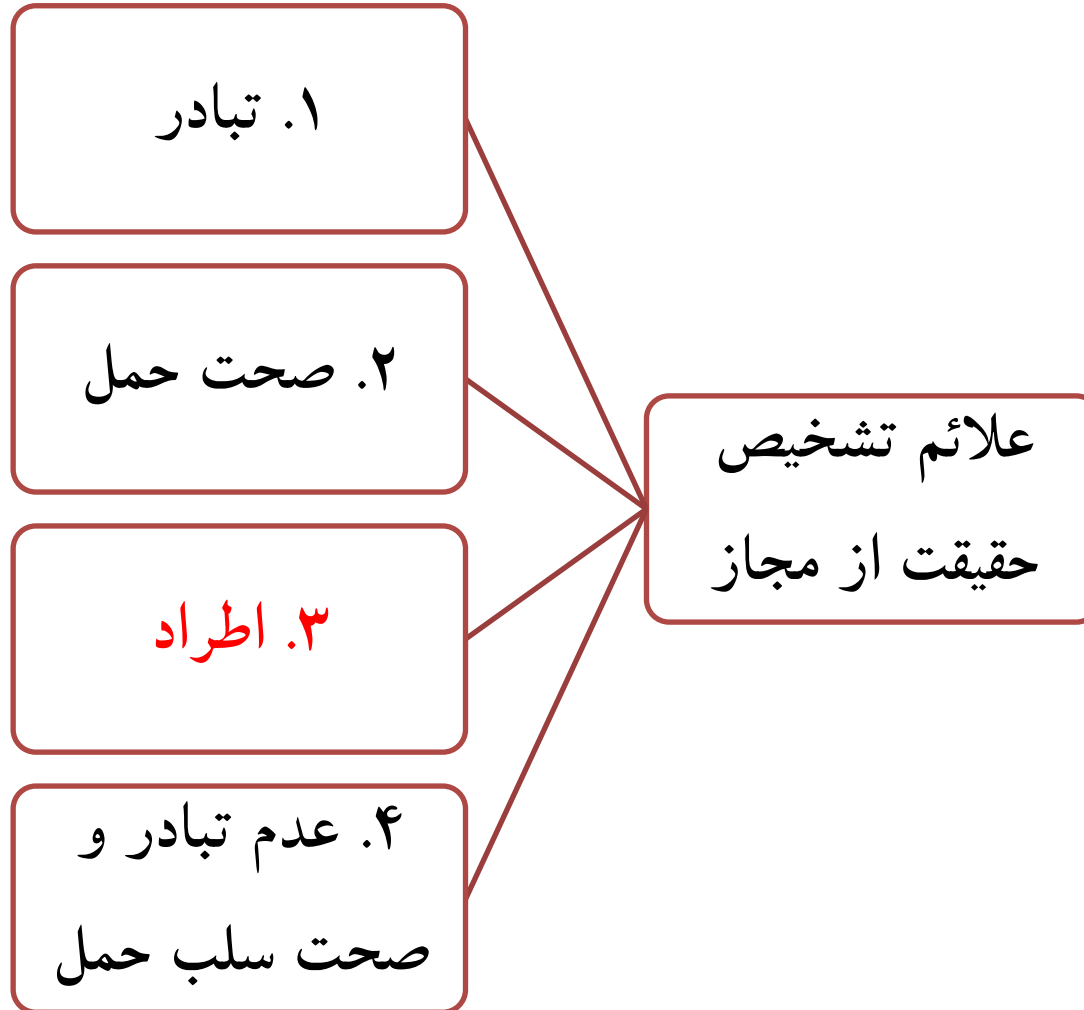 علائم تشخیص
حقیقت از مجاز
۱. تبادر
۲. صحت حمل
۳. اطراد
۴. عدم تبادر و
صحت سلب حمل